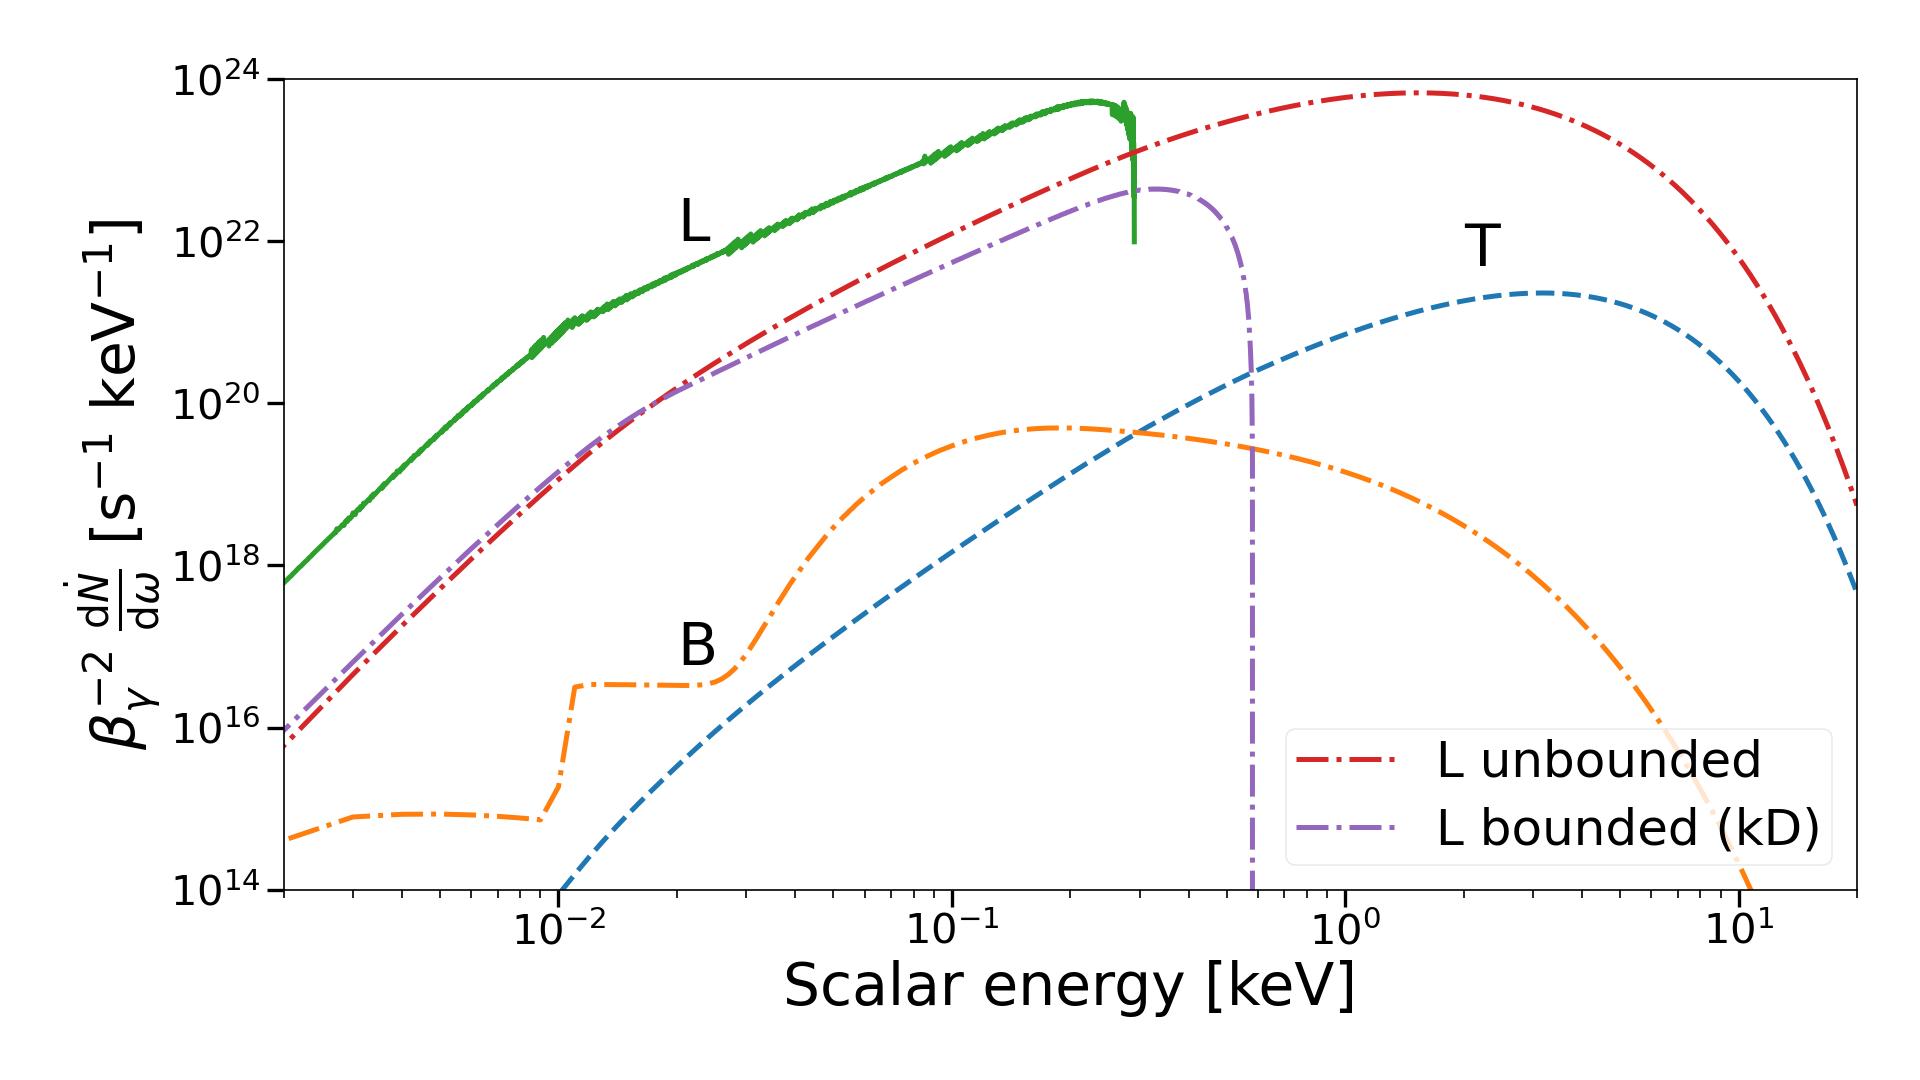 10^24
10^22
10^20
10^18
10^16
10^14
β_γ^−2 dṄ/dω [s^−1 keV^−1]
L
T
B
L unbounded
L bounded (kD)
10^−2
10^−1
10^0
10^1
Scalar energy [keV]